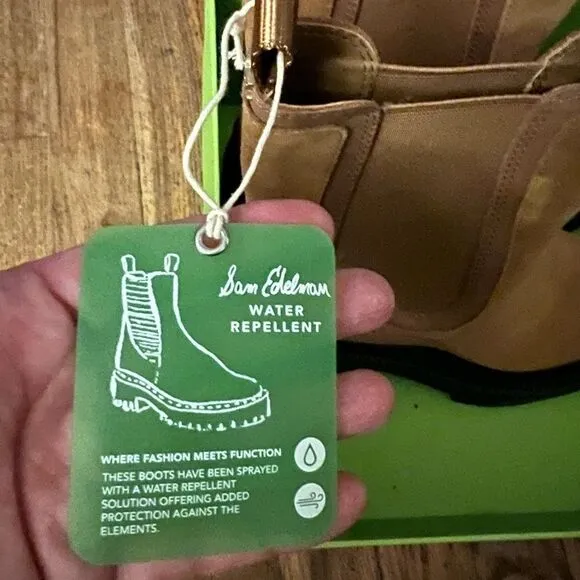 Sam Edelman
WATER
REPELLENT
WHERE FASHION MEETS FUNCTION
THESE BOOTS HAVE BEEN SPRAYED
WITH A WATER REPELLENT
SOLUTION OFFERING ADDED
PROTECTION AGAINST THE
ELEMENTS.